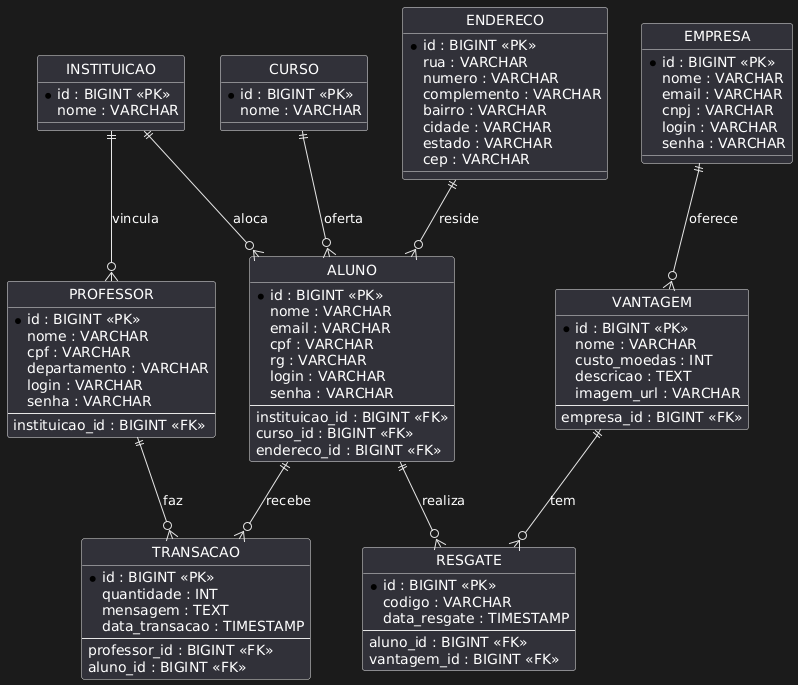 INSTITUICAO
id : BIGINT «PK»
nome : VARCHAR
CURSO
id : BIGINT «PK»
nome : VARCHAR
ENDERECO
id : BIGINT «PK»
rua : VARCHAR
numero : VARCHAR
complemento : VARCHAR
bairro : VARCHAR
cidade : VARCHAR
estado : VARCHAR
cep : VARCHAR
EMPRESA
id : BIGINT «PK»
nome : VARCHAR
email : VARCHAR
cnpj : VARCHAR
login : VARCHAR
senha : VARCHAR
vincula
aloca
oferta
reside
oferece
PROFESSOR
id : BIGINT «PK»
nome : VARCHAR
cpf : VARCHAR
departamento : VARCHAR
login : VARCHAR
senha : VARCHAR
instituicao_id : BIGINT «FK»
ALUNO
id : BIGINT «PK»
nome : VARCHAR
email : VARCHAR
cpf : VARCHAR
rg : VARCHAR
login : VARCHAR
senha : VARCHAR
instituicao_id : BIGINT «FK»
curso_id : BIGINT «FK»
endereco_id : BIGINT «FK»
VANTAGEM
id : BIGINT «PK»
nome : VARCHAR
custo_moedas : INT
descricao : TEXT
imagem_url : VARCHAR
empresa_id : BIGINT «FK»
faz
recebe
realiza
tem
TRANSACAO
id : BIGINT «PK»
quantidade : INT
mensagem : TEXT
data_transacao : TIMESTAMP
professor_id : BIGINT «FK»
aluno_id : BIGINT «FK»
RESGATE
id : BIGINT «PK»
codigo : VARCHAR
data_resgate : TIMESTAMP
aluno_id : BIGINT «FK»
vantagem_id : BIGINT «FK»